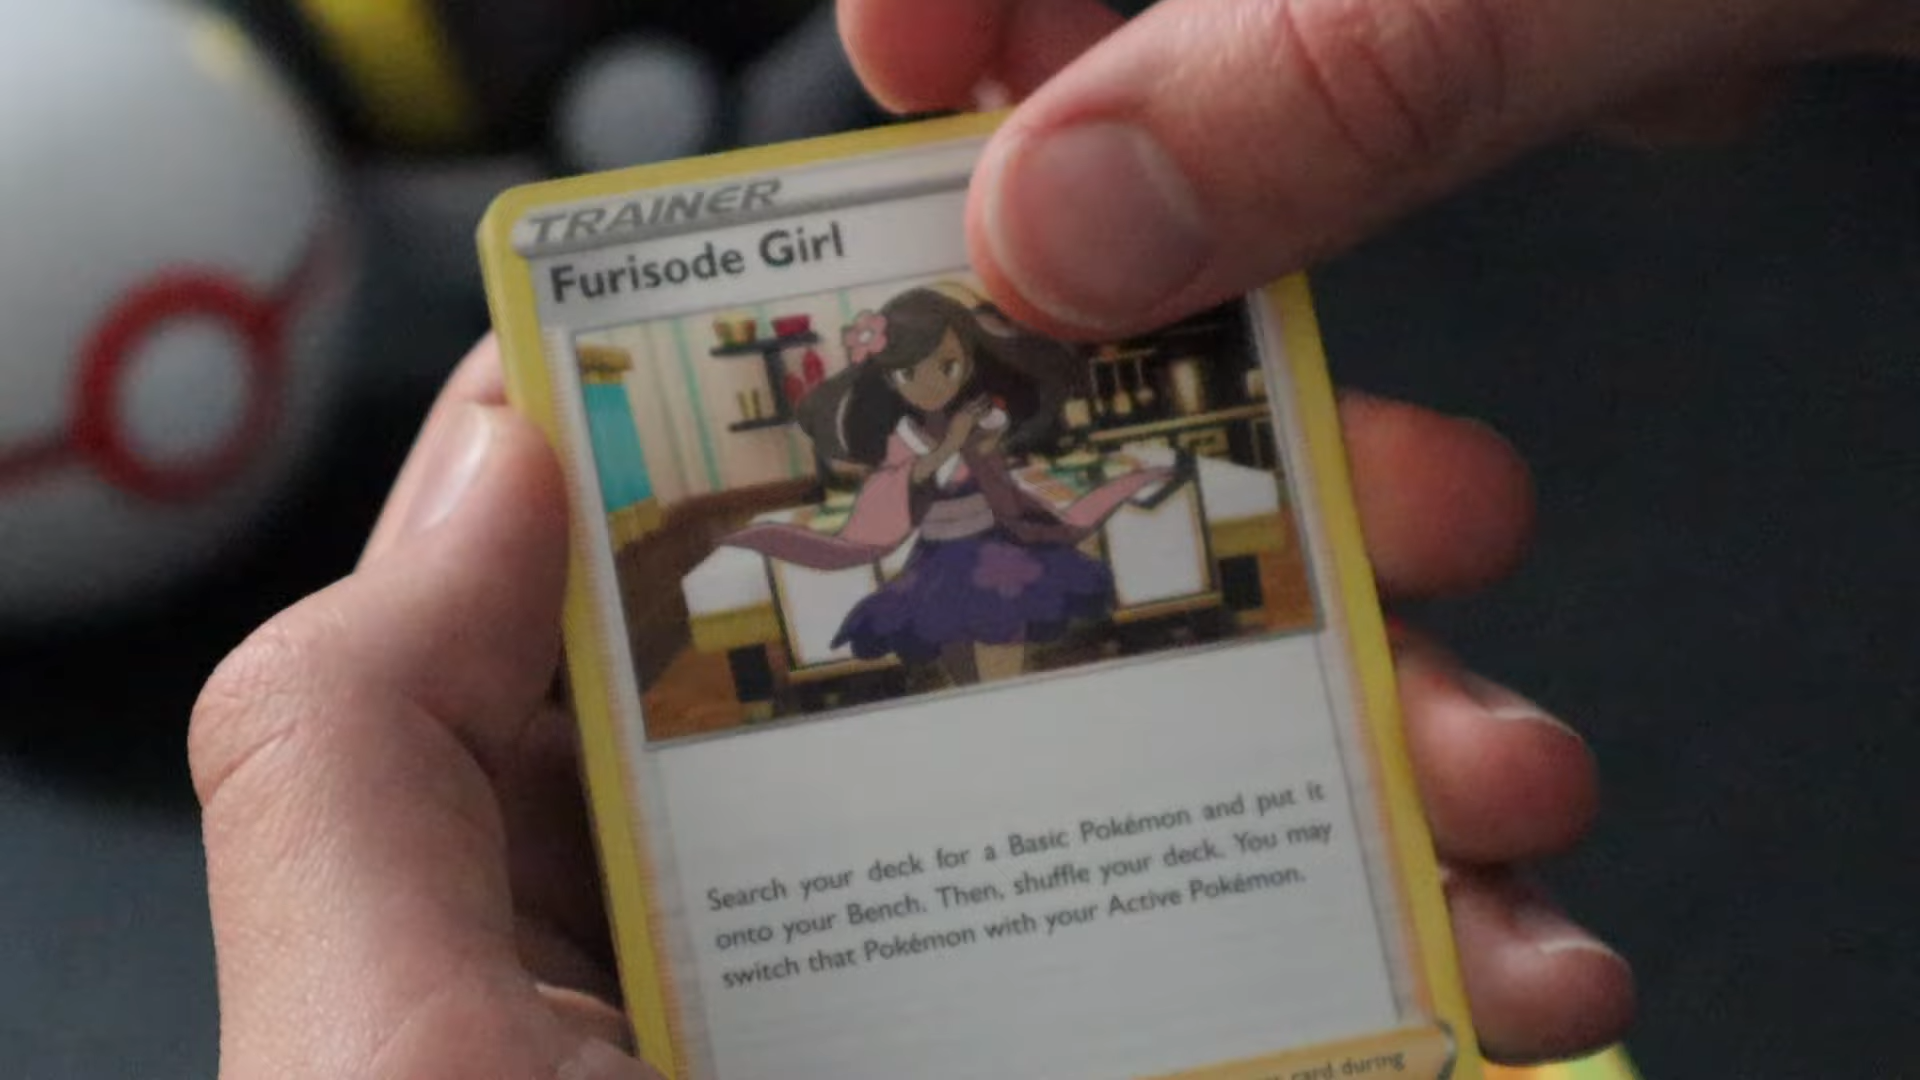 TRAINER
Furisode Girl
Search your deck for a Basic Pokémon and put it
onto your Bench. Then, shuffle your deck. You may
switch that Pokémon with your Active Pokémon.
card during